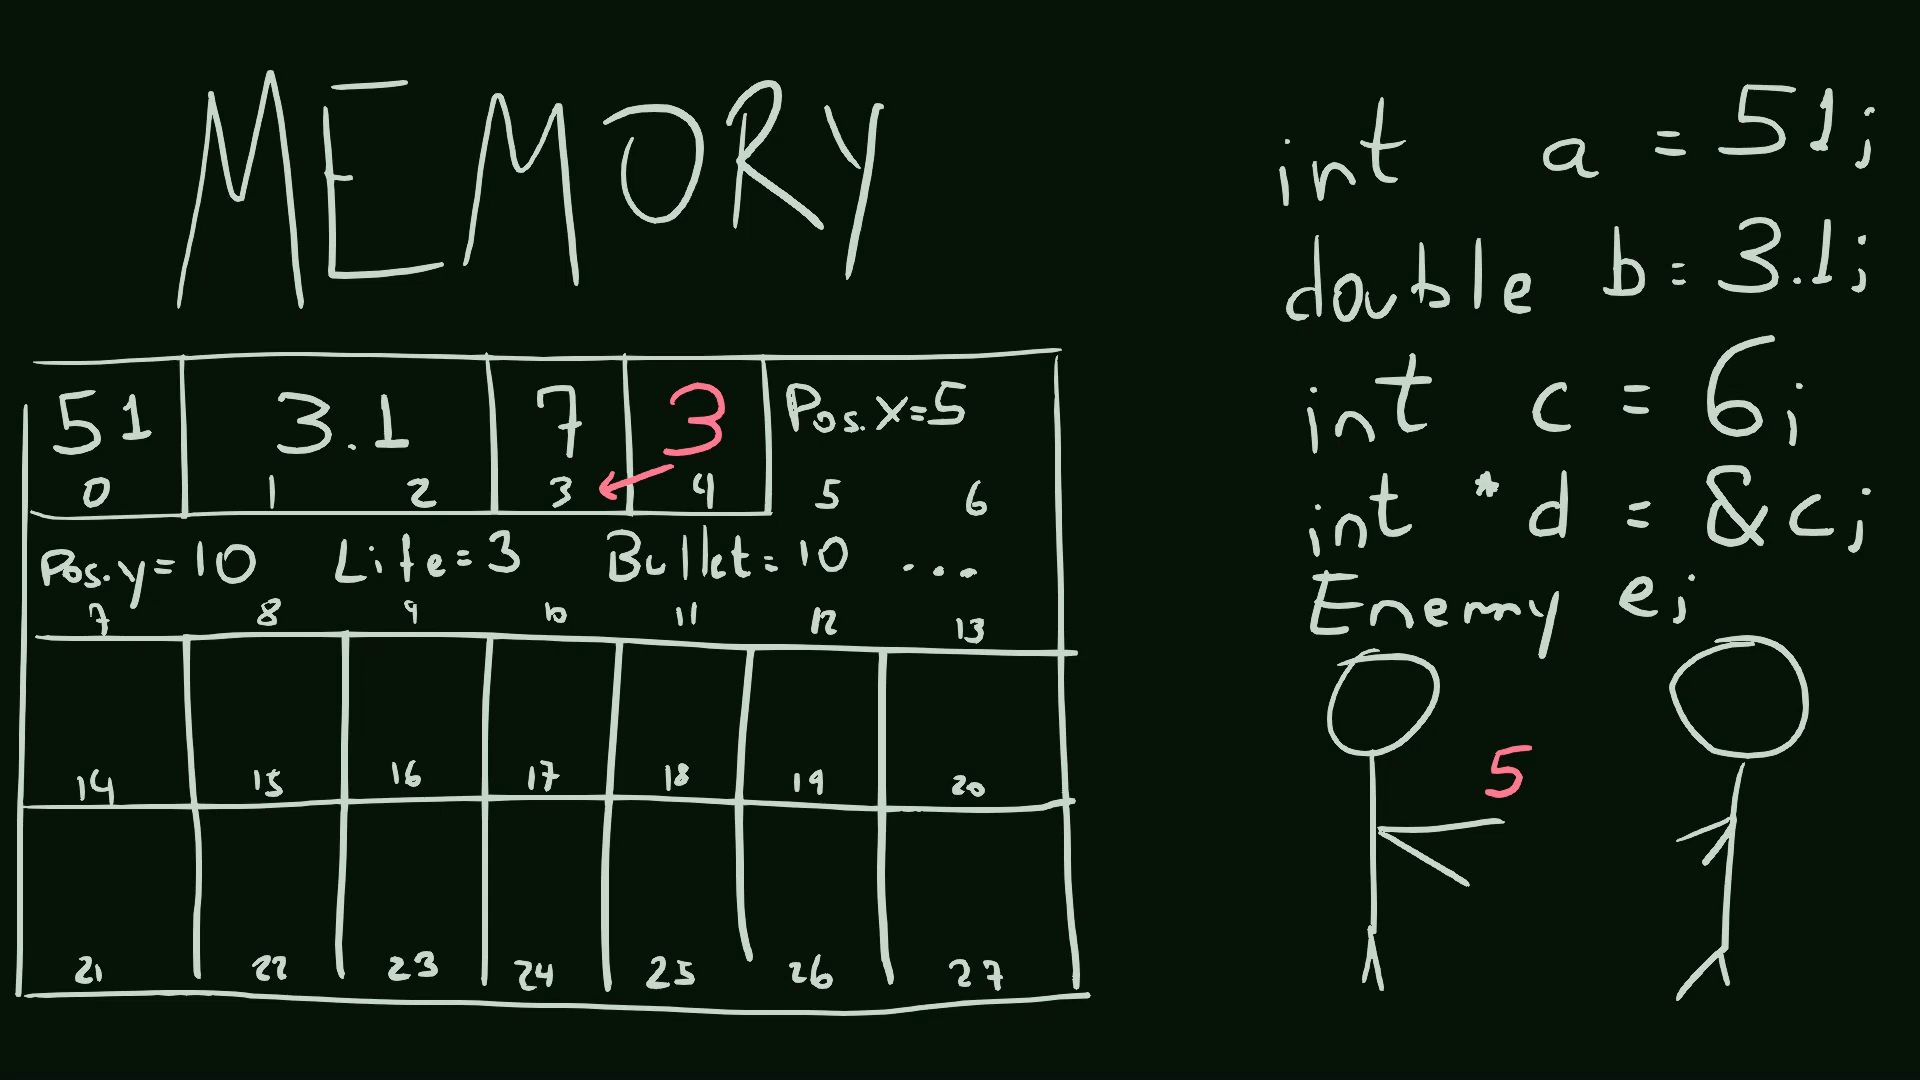 MEMORY
51 3.1 7 3 Pos.x=5
0 1 2 3 4 5 6
Pos.y=10 Life=3 Bullet=10 ...
7 8 9 10 11 12 13
14 15 16 17 18 19 20
21 22 23 24 25 26 27
int a = 51;
double b = 3.1;
int c = 6;
int *d = &c;
Enemy e;
5